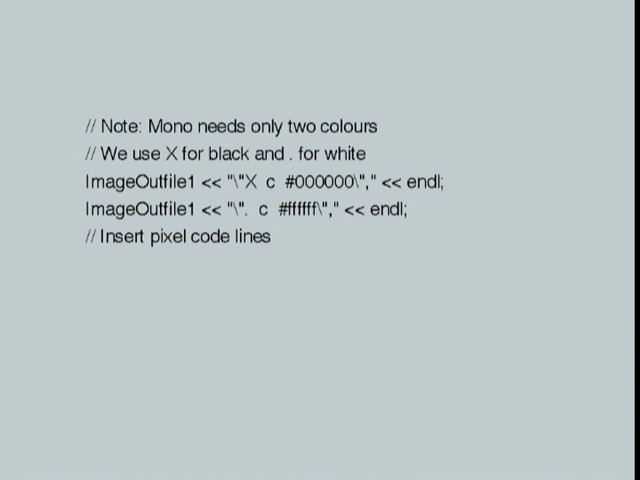 // Note: Mono needs only two colours
// We use X for black and . for white
ImageOutfile1 << "\"X  c  #000000\"," << endl;
ImageOutfile1 << "\".  c  #ffffff\"," << endl;
// Insert pixel code lines